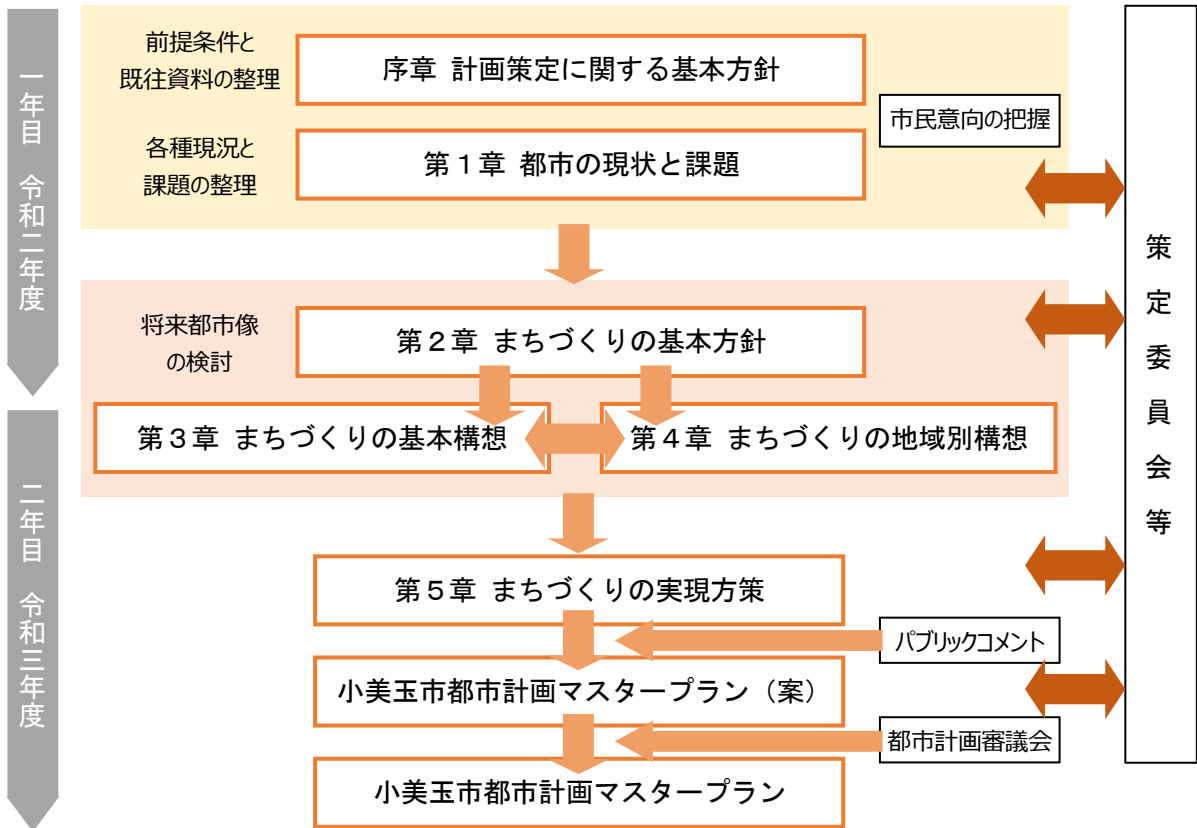 一年目　令和二年度
前提条件と
既往資料の整理
序章 計画策定に関する基本方針
市民意向の把握
各種現況と
課題の整理
第１章 都市の現状と課題
策定委員会等
将来都市像
の検討
第２章 まちづくりの基本方針
第３章 まちづくりの基本構想
第４章 まちづくりの地域別構想
二年目　令和三年度
第５章 まちづくりの実現方策
パブリックコメント
小美玉市都市計画マスタープラン（案）
都市計画審議会
小美玉市都市計画マスタープラン